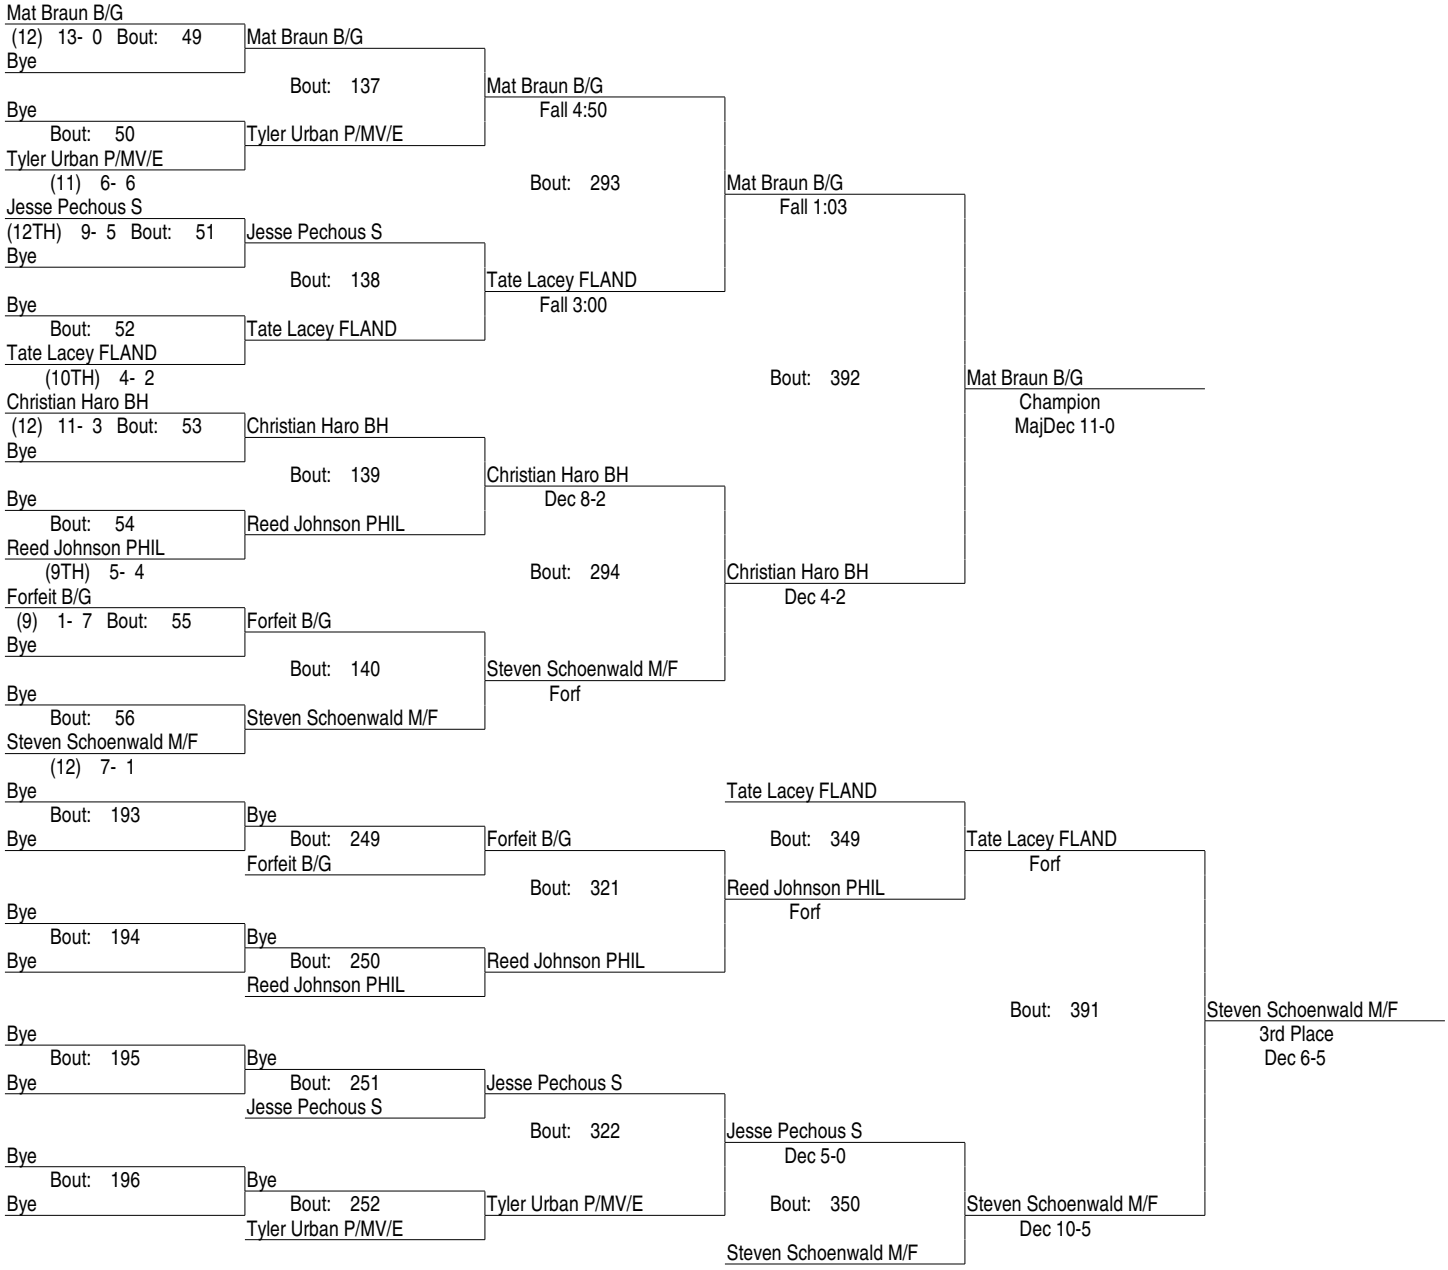 Mat Braun B/G
(12) 13- 0 Bout: 49 Mat Braun B/G
Bye
Bout: 137 Mat Braun B/G
Bye Fall 4:50
Bout: 50 Tyler Urban P/MV/E
Tyler Urban P/MV/E
(11) 6- 6 Bout: 293 Mat Braun B/G
Jesse Pechous S Fall 1:03
(12TH) 9- 5 Bout: 51 Jesse Pechous S
Bye
Bout: 138 Tate Lacey FLAND
Bye Fall 3:00
Bout: 52 Tate Lacey FLAND
Tate Lacey FLAND
(10TH) 4- 2 Bout: 392 Mat Braun B/G
Christian Haro BH Champion
(12) 11- 3 Bout: 53 Christian Haro BH MajDec 11-0
Bye
Bout: 139 Christian Haro BH
Bye Dec 8-2
Bout: 54 Reed Johnson PHIL
Reed Johnson PHIL
(9TH) 5- 4 Bout: 294 Christian Haro BH
Forfeit B/G Dec 4-2
(9) 1- 7 Bout: 55 Forfeit B/G
Bye
Bout: 140 Steven Schoenwald M/F
Bye Forf
Bout: 56 Steven Schoenwald M/F
Steven Schoenwald M/F
(12) 7- 1
Bye Tate Lacey FLAND
Bout: 193 Bye
Bye Bout: 249 Forfeit B/G Bout: 349 Tate Lacey FLAND
Forfeit B/G Forf
Bout: 321 Reed Johnson PHIL
Bye Forf
Bout: 194 Bye
Bye Bout: 250 Reed Johnson PHIL
Reed Johnson PHIL
Bout: 391 Steven Schoenwald M/F
Bye 3rd Place
Bout: 195 Bye Dec 6-5
Bye Bout: 251 Jesse Pechous S
Jesse Pechous S
Bout: 322 Jesse Pechous S
Bye Dec 5-0
Bout: 196 Bye
Bye Bout: 252 Tyler Urban P/MV/E Bout: 350 Steven Schoenwald M/F
Tyler Urban P/MV/E Dec 10-5
Steven Schoenwald M/F